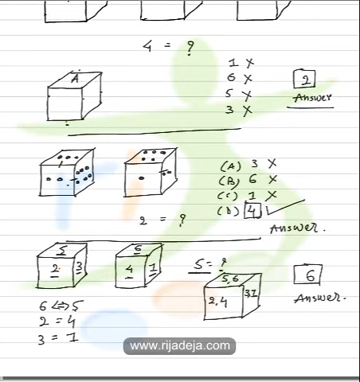 4 = ?
1 X
6 X
5 X
3 X
2
Answer
A
(A) 3 X
(B) 6 X
(C) 1 X
(D) 4 ✓
2 = ?
Answer.
5
2 3
6
4 1
5 = ?
5,6
2,4 3,1
6
Answer.
6 ⇔ 5
2 = 4
3 = 1
www.rijadeja.com